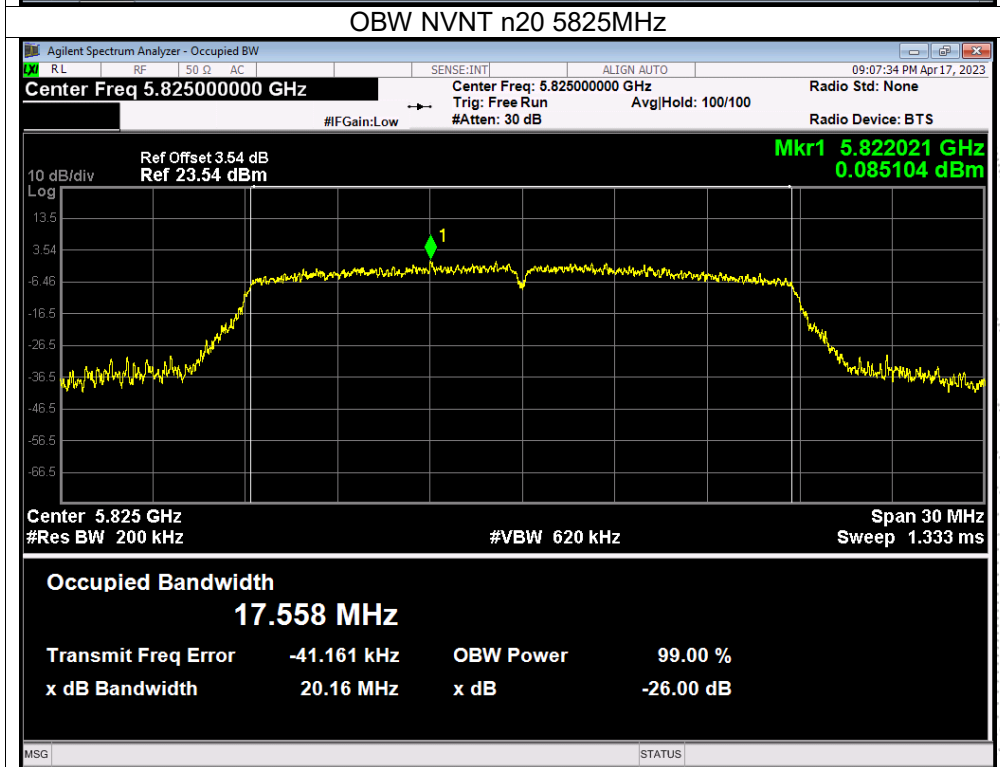 OBW NVNT n20 5825MHz
Agilent Spectrum Analyzer - Occupied BW
LXI RL RF 50 Ω AC SENSE:INT ALIGN AUTO 09:07:34 PM Apr 17, 2023
Center Freq 5.825000000 GHz Center Freq: 5.825000000 GHz Radio Std: None
Trig: Free Run Avg|Hold: 100/100
#IFGain:Low #Atten: 30 dB Radio Device: BTS
Ref Offset 3.54 dB Mkr1 5.822021 GHz
10 dB/div Ref 23.54 dBm 0.085104 dBm
Log
13.5
1
3.54
-6.46
-16.5
-26.5
-36.5
-46.5
-56.5
-66.5
Center 5.825 GHz Span 30 MHz
#Res BW 200 kHz #VBW 620 kHz Sweep 1.333 ms
Occupied Bandwidth
17.558 MHz
Transmit Freq Error -41.161 kHz OBW Power 99.00 %
x dB Bandwidth 20.16 MHz x dB -26.00 dB
MSG STATUS